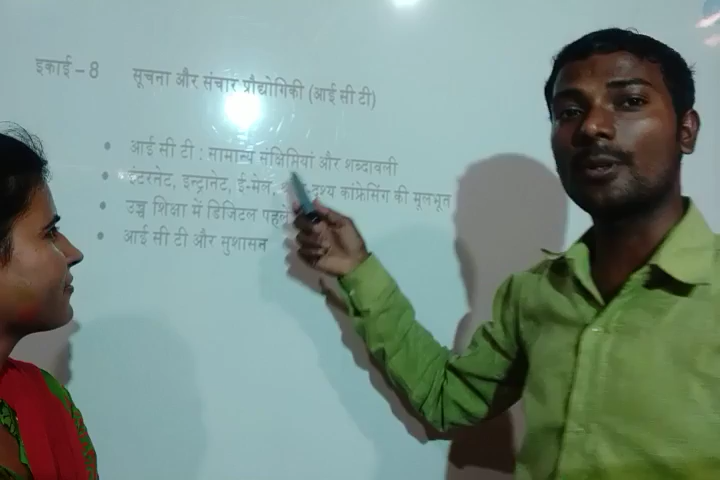 इकाई – 8 सूचना और संचार प्रौद्योगिकी (आई सी टी)
• आई सी टी : सामान्य संक्षिप्तियां और शब्दावली
• इंटरनेट, इन्ट्रानेट, ई-मेल, दृश्य कांफ्रेसिंग की मूलभूत
• उच्च शिक्षा में डिजिटल पहलें
• आई सी टी और सुशासन